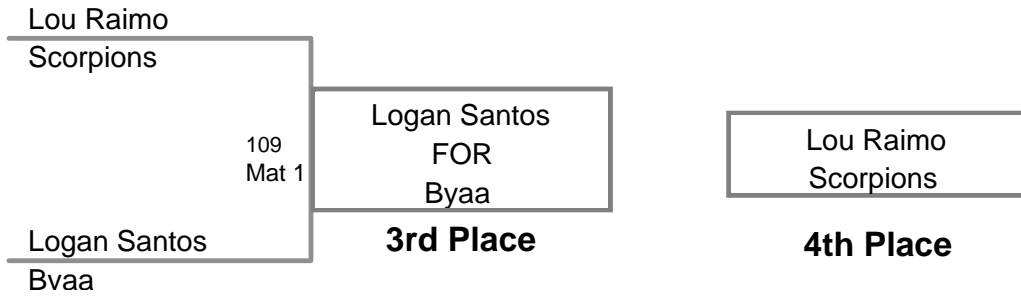 Lou Raimo
Scorpions
109
Mat 1
Logan Santos
Byaa
Logan Santos
FOR
Byaa
3rd Place
Lou Raimo
Scorpions
4th Place